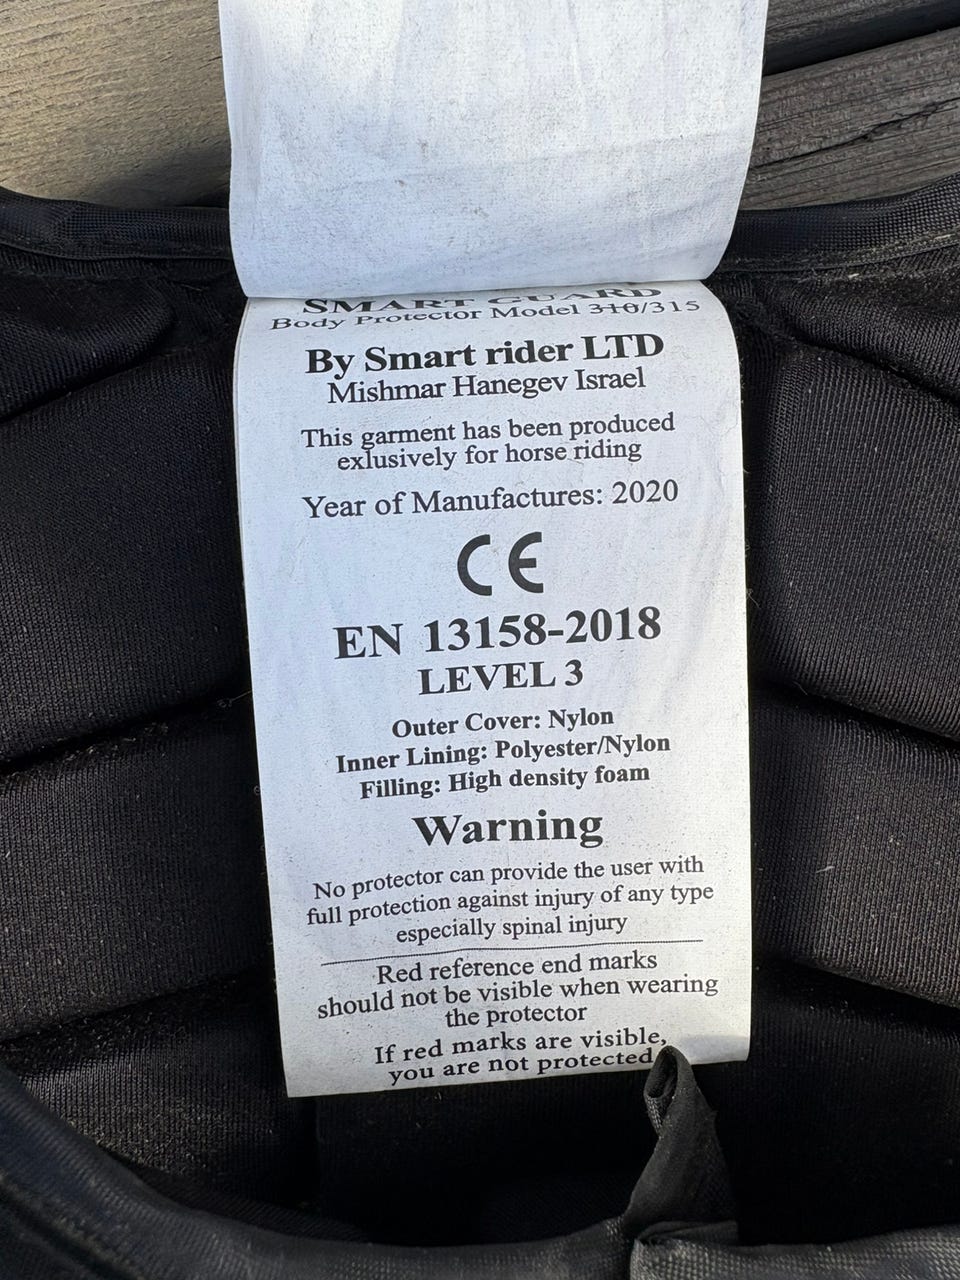 SMART GUARD
Body Protector Model 310/315
By Smart rider LTD
Mishmar Hanegev Israel
This garment has been produced
exlusively for horse riding
Year of Manufactures: 2020
CE
EN 13158-2018
LEVEL 3
Outer Cover: Nylon
Inner Lining: Polyester/Nylon
Filling: High density foam
Warning
No protector can provide the user with
full protection against injury of any type
especially spinal injury
Red reference end marks
should not be visible when wearing
the protector
If red marks are visible,
you are not protected